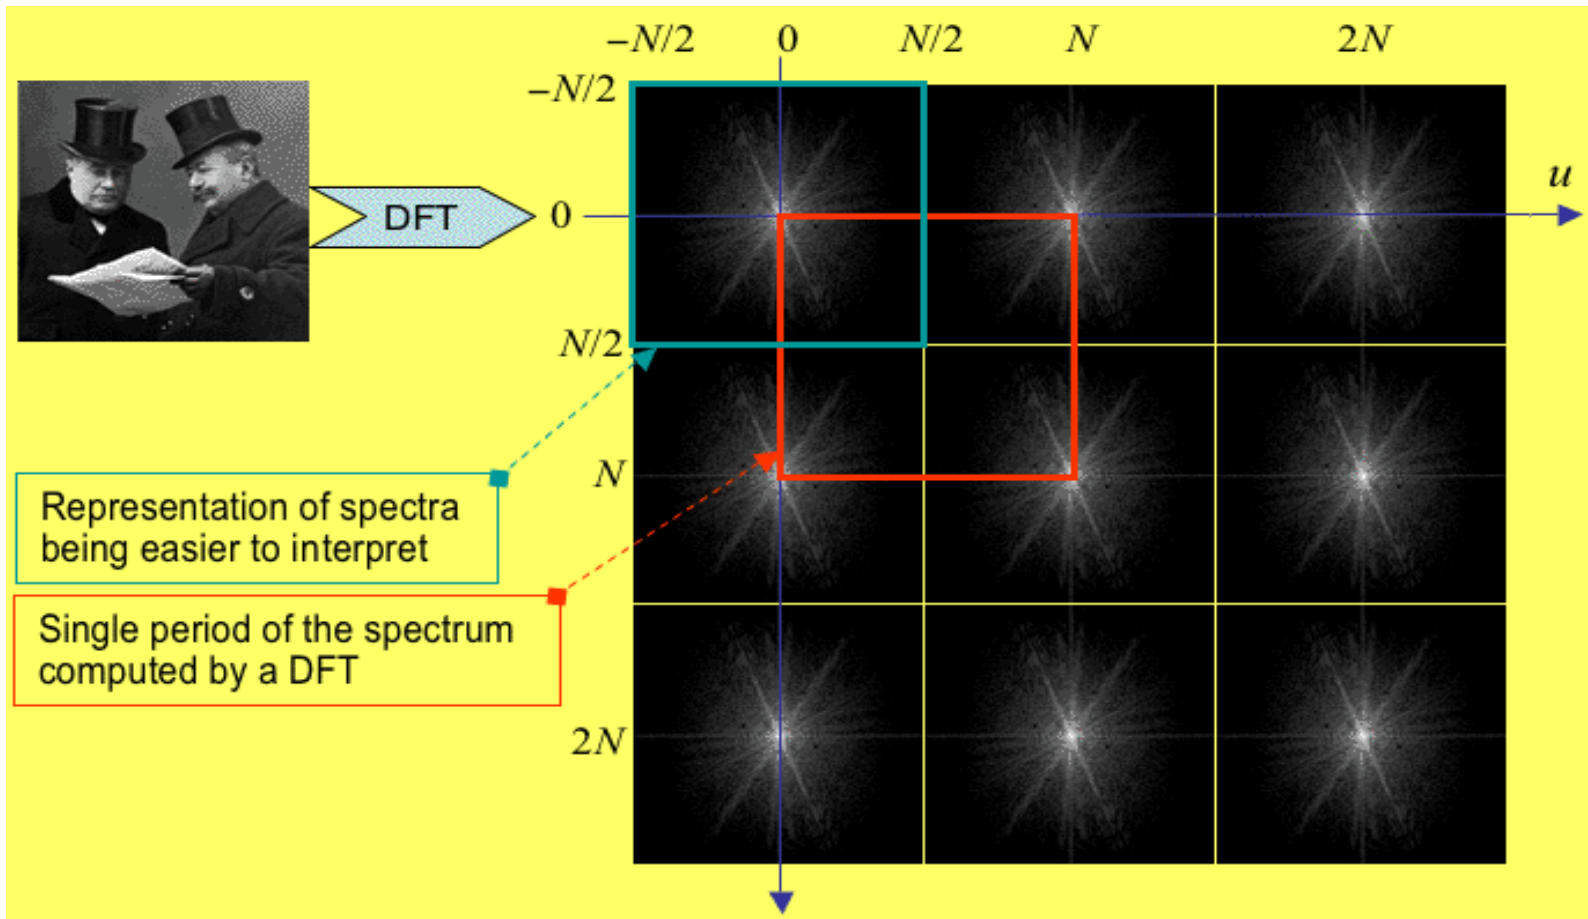 −N/2 0 N/2 N 2N
−N/2
u
DFT
0
N/2
N
Representation of spectra
being easier to interpret
Single period of the spectrum
computed by a DFT
2N